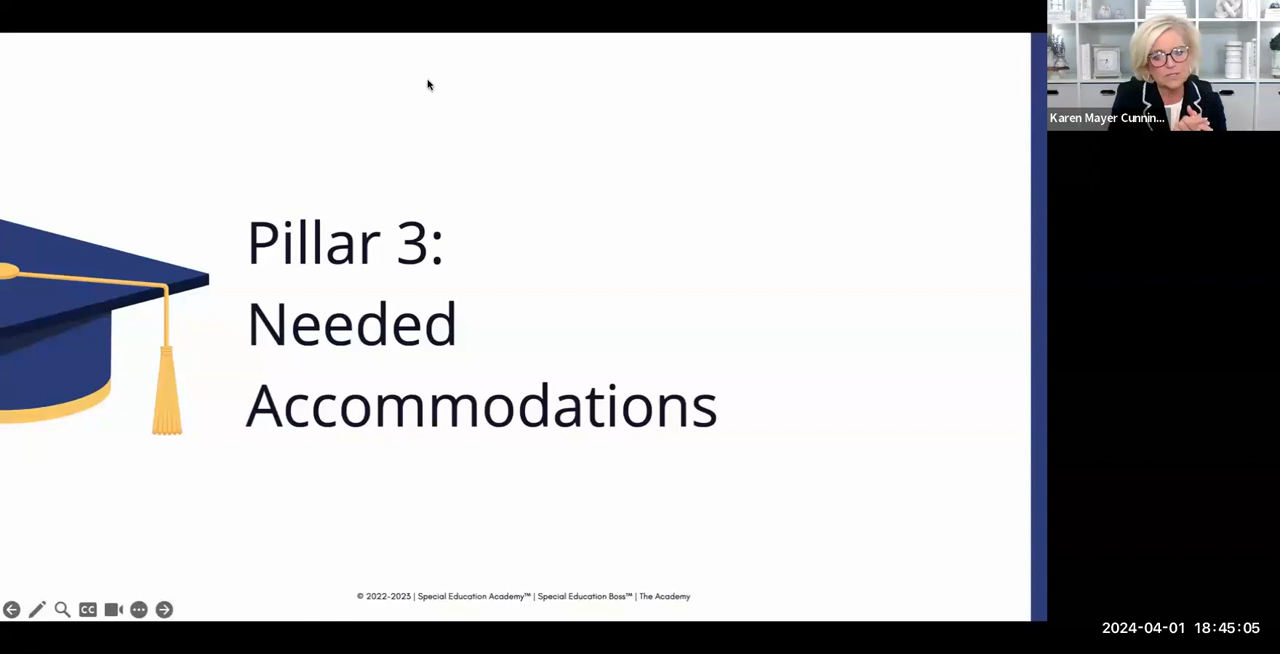 Karen Mayer Cunnin...
Pillar 3:
Needed
Accommodations
© 2022-2023 | Special Education Academy™ | Special Education Boss™ | The Academy
CC
2024-04-01 18:45:05